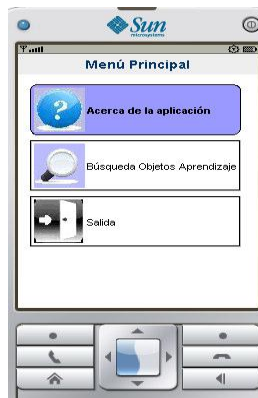 Sun
microsystems
Menú Principal
Acerca de la aplicación
Búsqueda Objetos Aprendizaje
Salida